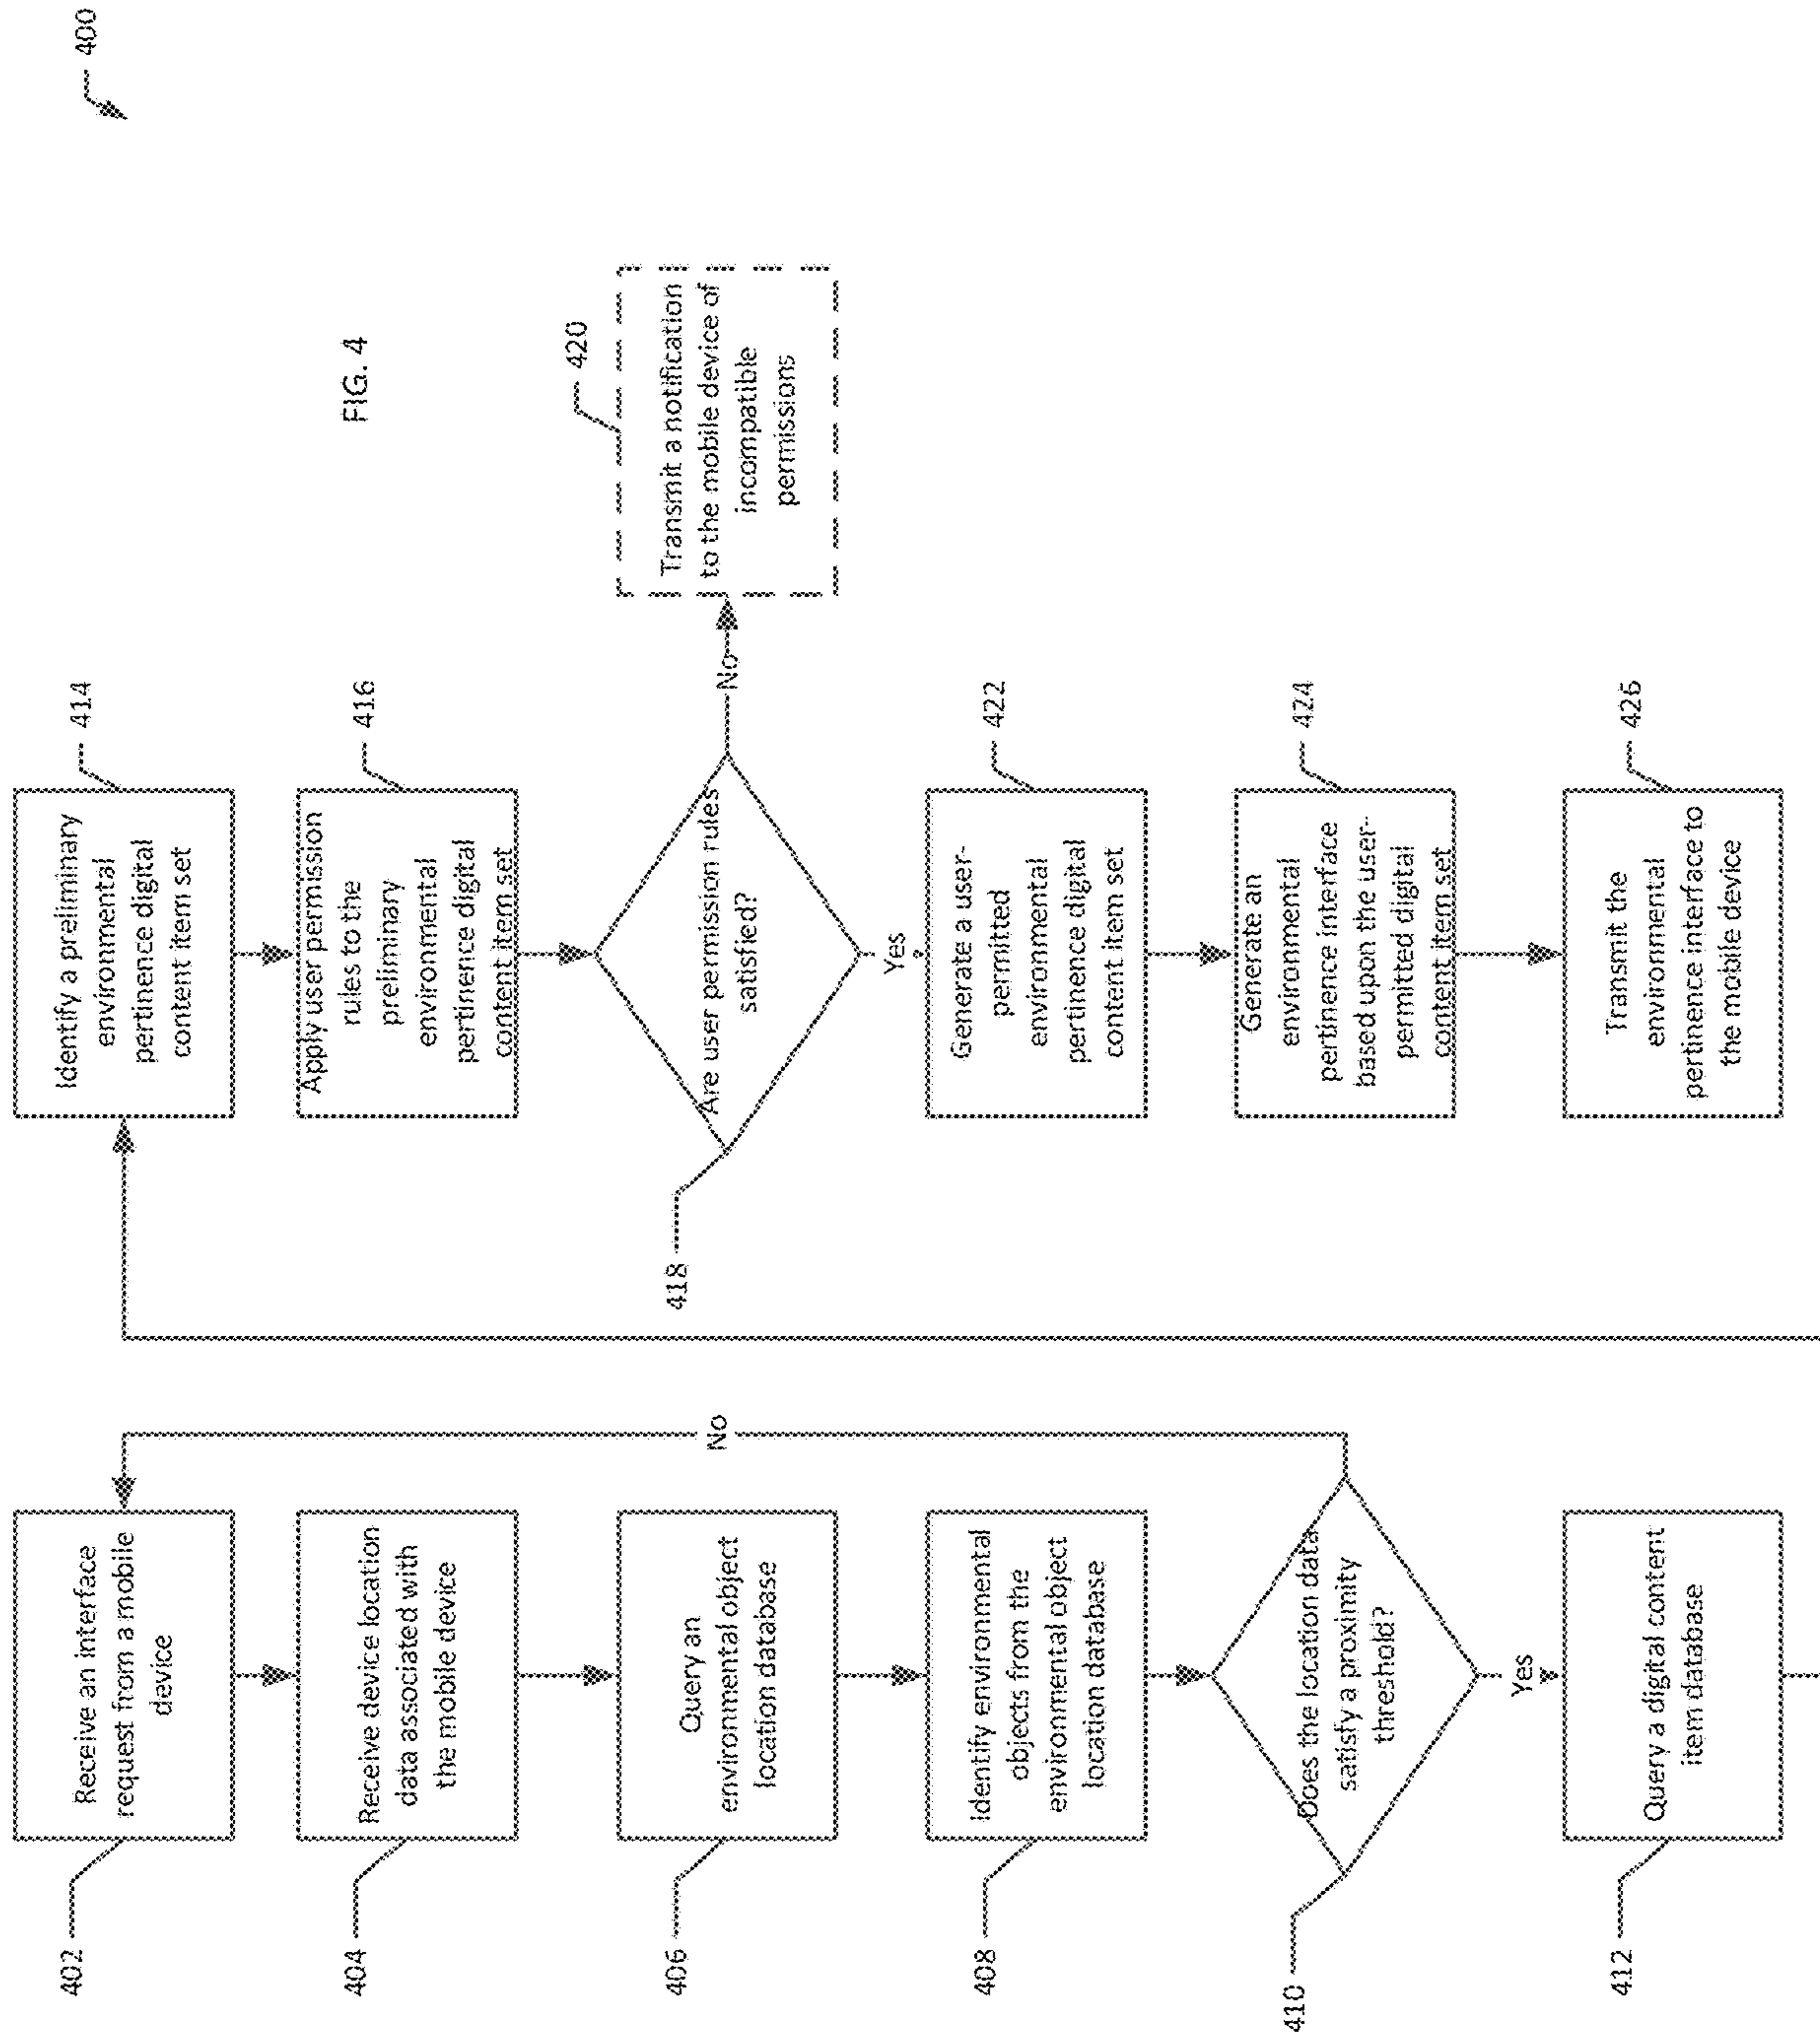 400
402
Receive an interface
request from a mobile
device
404
Receive device location
data associated with
the mobile device
406
Query an
environmental object
location database
408
Identify environmental
objects from the
environmental object
location database
410
Does the location data
satisfy a proximity
threshold?
No
Yes
412
Query a digital content
item database
414
Identify a preliminary
environmental
pertinence digital
content item set
416
Apply user permission
rules to the
preliminary
environmental
pertinence digital
content item set
418
Are user permission rules
satisfied?
No
420
Transmit a notification
to the mobile device of
incompatible
permissions
Yes
422
Generate a user-
permitted
environmental
pertinence digital
content item set
424
Generate an
environmental
pertinence interface
based upon the user-
permitted digital
content item set
426
Transmit the
environmental
pertinence interface to
the mobile device
FIG. 4